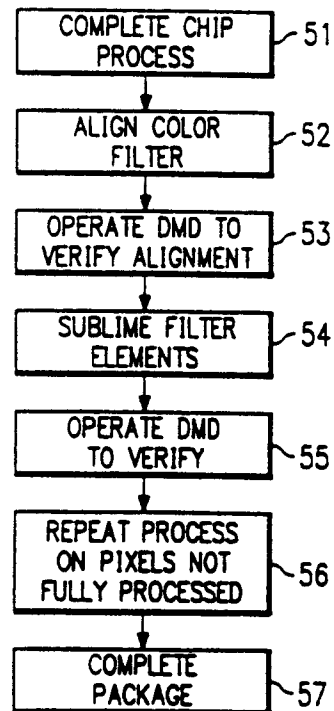 COMPLETE CHIP
PROCESS
51
ALIGN COLOR
FILTER
52
OPERATE DMD TO
VERIFY ALIGNMENT
53
SUBLIME FILTER
ELEMENTS
54
OPERATE DMD
TO VERIFY
55
REPEAT PROCESS
ON PIXELS NOT
FULLY PROCESSED
56
COMPLETE
PACKAGE
57